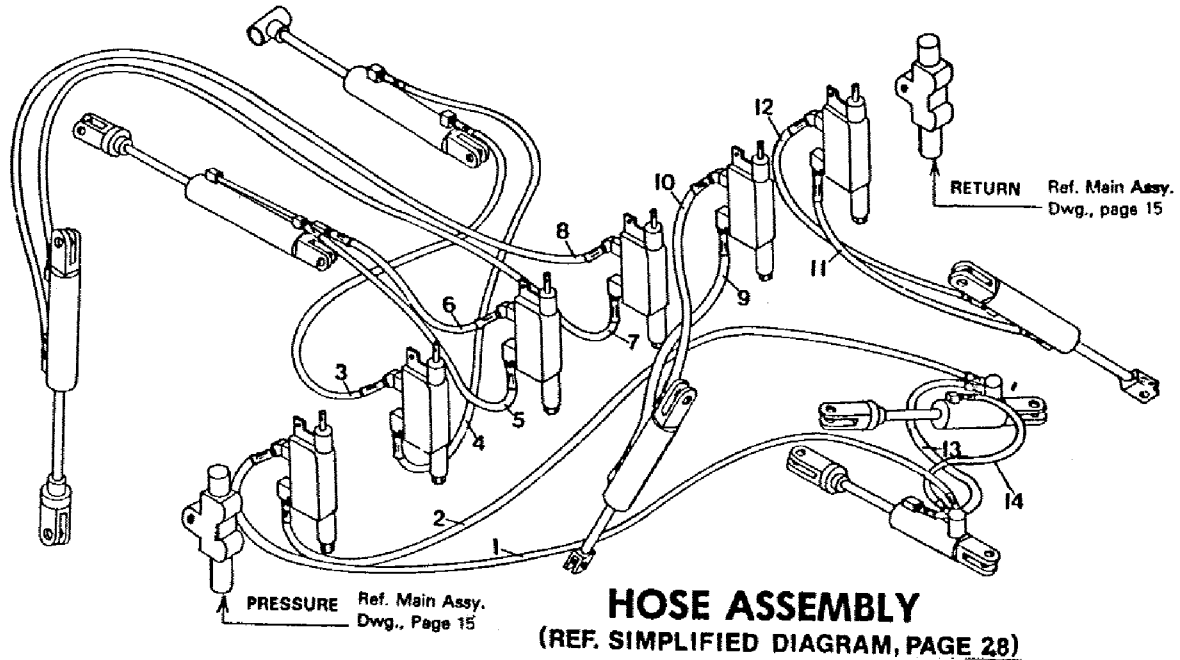 12
10
RETURN Ref. Main Assy.
Dwg., page 15
8
11
9
6
7
3
5
4
13
2
14
1
PRESSURE Ref. Main Assy.
Dwg., Page 15
HOSE ASSEMBLY
(REF. SIMPLIFIED DIAGRAM, PAGE 28)